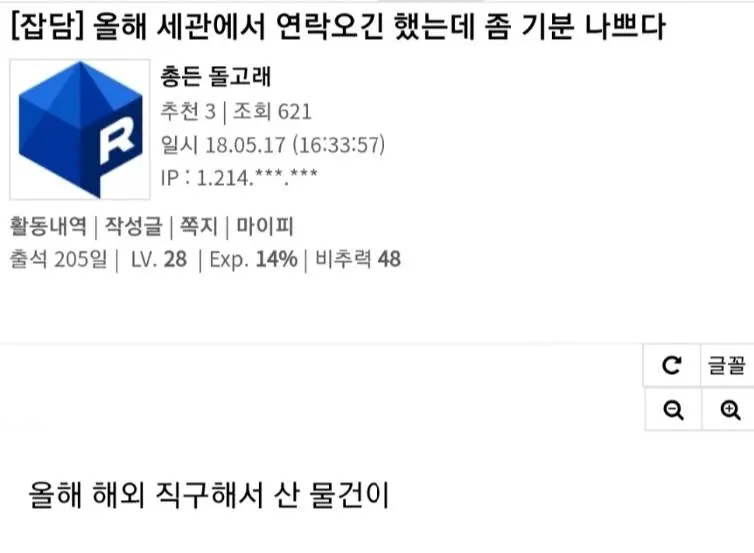 [잡담] 올해 세관에서 연락오긴 했는데 좀 기분 나쁘다
R
총든 돌고래
추천 3 | 조회 621
일시 18.05.17 (16:33:57)
IP : 1.214.***.***
활동내역 | 작성글 | 쪽지 | 마이피
출석 205일 | LV. 28 | Exp. 14% | 비추력 48
글꼴
올해 해외 직구해서 산 물건이